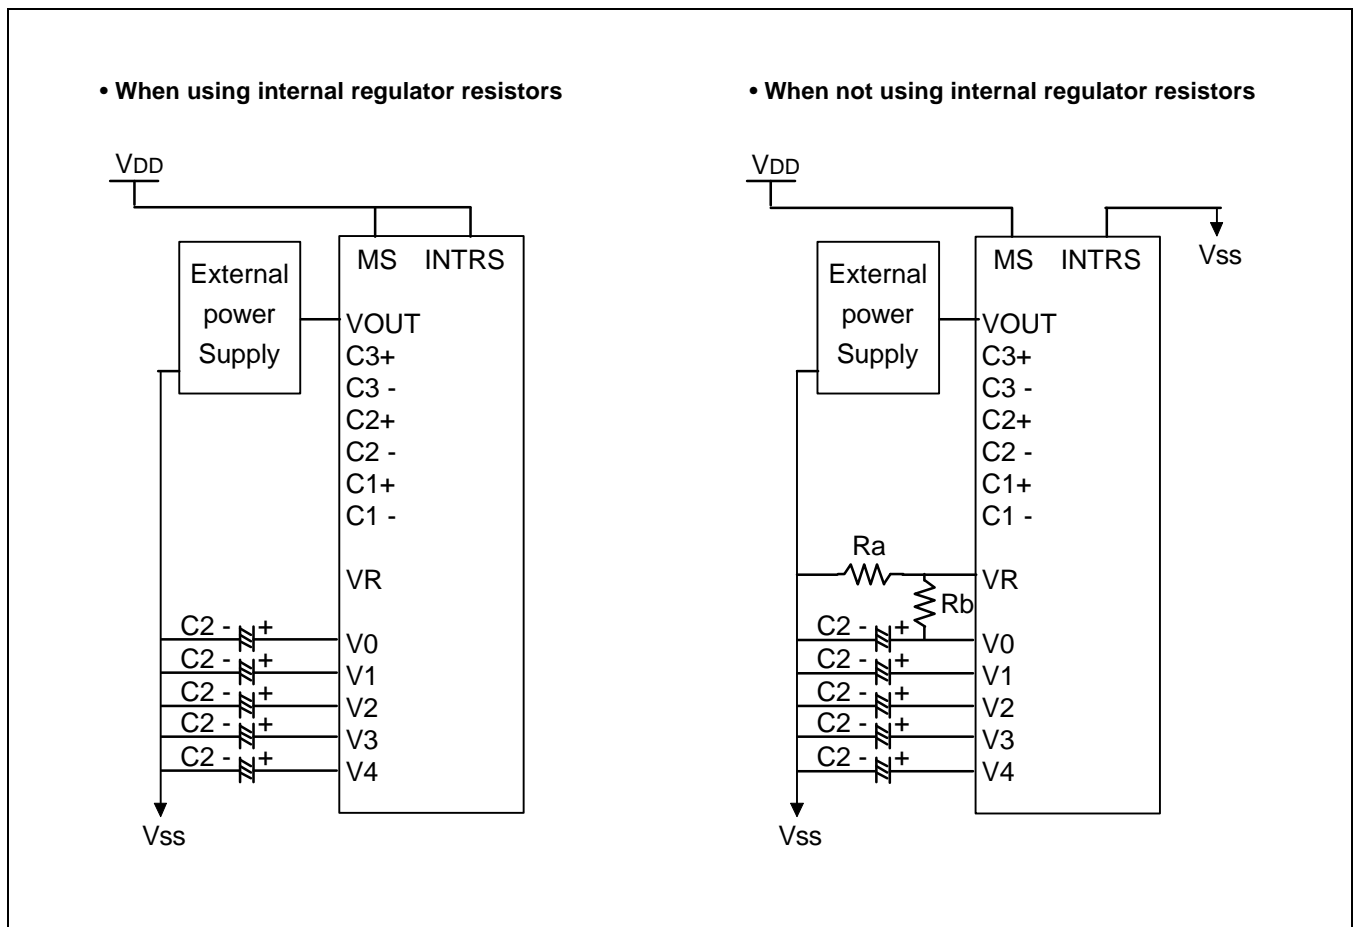 • When using internal regulator resistors
VDD
External
power
Supply
MS INTRS
VOUT
C3+
C3 -
C2+
C2 -
C1+
C1 -
VR
C2 - + V0
C2 - + V1
C2 - + V2
C2 - + V3
C2 - + V4
Vss
• When not using internal regulator resistors
VDD
Vss
External
power
Supply
MS INTRS
VOUT
C3+
C3 -
C2+
C2 -
C1+
C1 -
Ra
VR
Rb
C2 - + V0
C2 - + V1
C2 - + V2
C2 - + V3
C2 - + V4
Vss